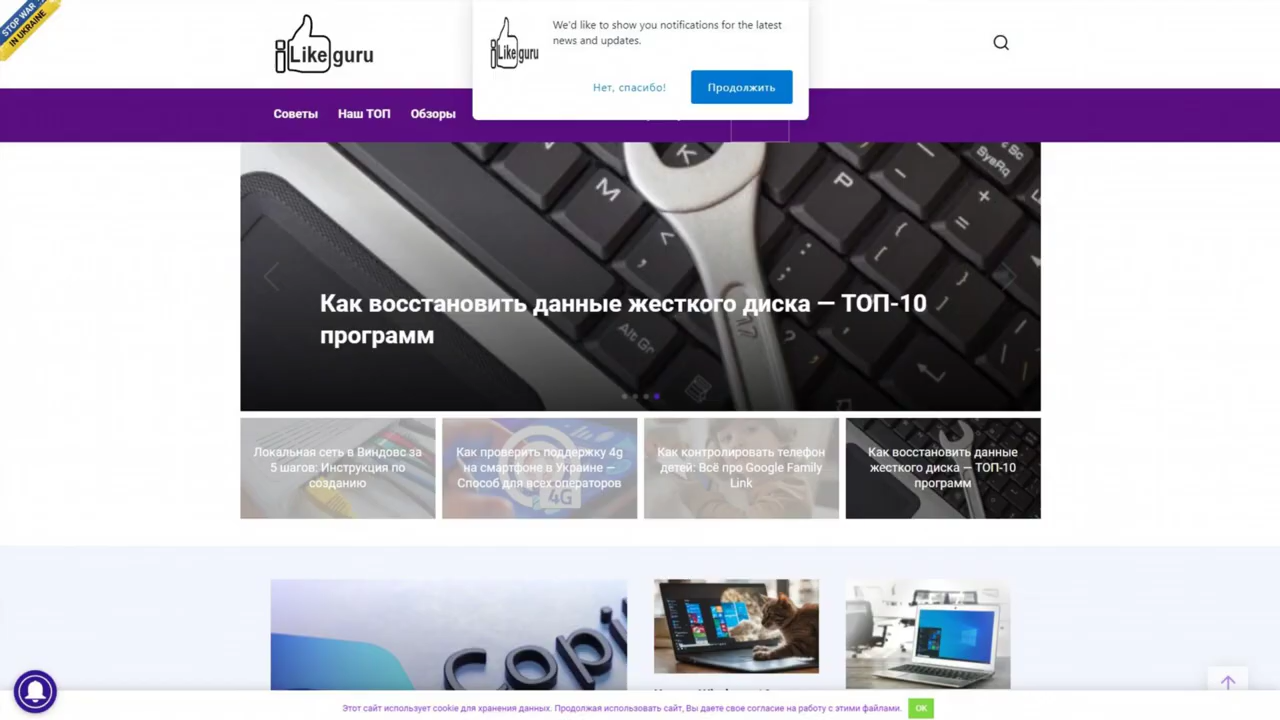 STOP WAR
IN UKRAINE
Like guru
Like guru
We'd like to show you notifications for the latest
news and updates.
Нет, спасибо!
Продолжить
Советы
Наш ТОП
Обзоры
Как восстановить данные жесткого диска — ТОП-10
программ
Локальная сеть в Виндовс за
5 шагов: Инструкция по
созданию
Как проверить поддержку 4g
на смартфоне в Украине —
Способ для всех операторов
4G
Как контролировать телефон
детей: Всё про Google Family
Link
Как восстановить данные
жесткого диска — ТОП-10
программ
Copi
Этот сайт использует cookie для хранения данных. Продолжая использовать сайт, Вы даете свое согласие на работу с этими файлами.
OK